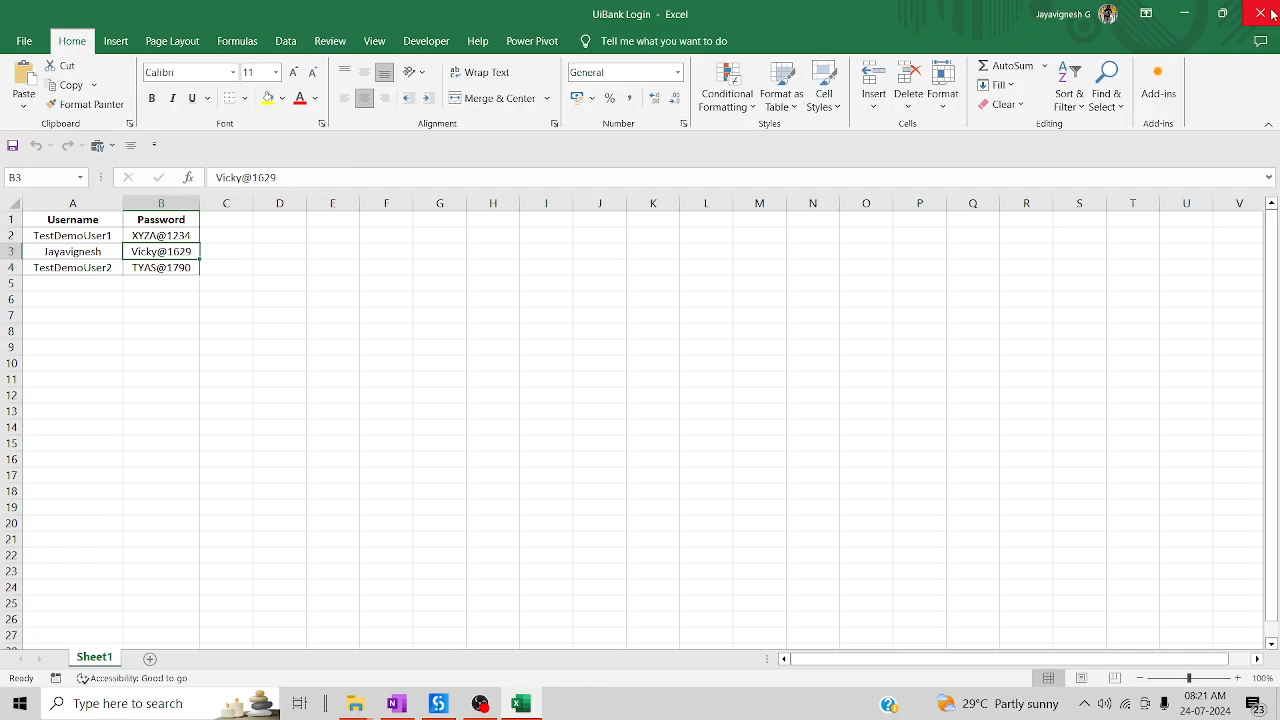 UiBank Login - Excel
Jayavignesh G
File Home Insert Page Layout Formulas Data Review View Developer Help Power Pivot Tell me what you want to do
Paste
Cut
Copy
Format Painter
Clipboard
Calibri 11
B I U A
Font
Wrap Text
Merge & Center
Alignment
General
%
Number
Conditional Formatting
Format as Table
Cell Styles
Styles
Insert Delete Format
Cells
AutoSum
Fill
Clear
Sort & Filter
Find & Select
Editing
Add-ins
Add-ins
B3 fx Vicky@1629
A B C D E F G H I J K L M N O P Q R S T U V
1 Username Password
2 TestDemoUser1 XYZA@1234
3 Jayavignesh Vicky@1629
4 TestDemoUser2 TYAS@1790
5
6
7
8
9
10
11
12
13
14
15
16
17
18
19
20
21
22
23
24
25
26
27
Sheet1
Ready Accessibility: Good to go 100%
Type here to search
29°C Partly sunny
08:21 AM
24-07-2024
23